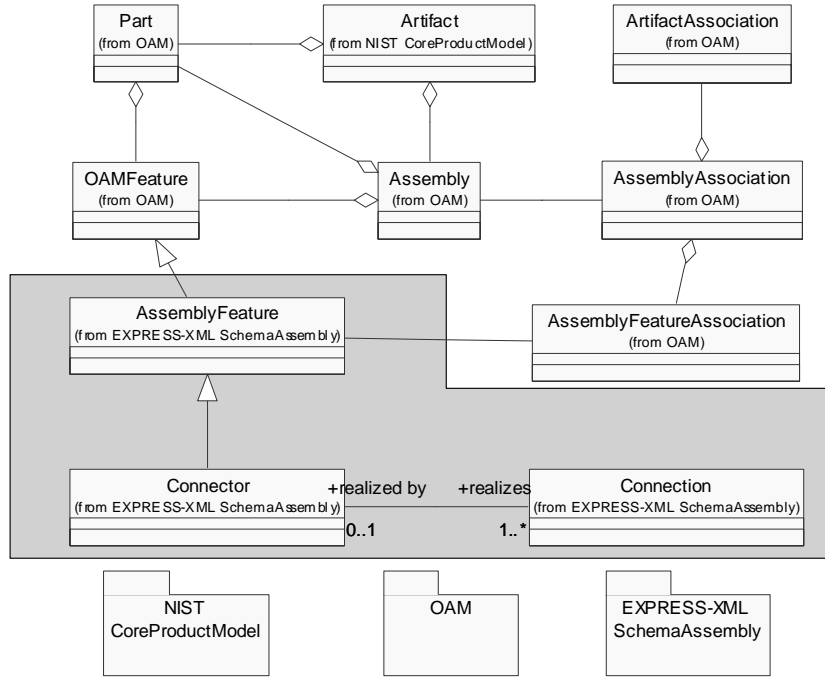 Part
(from OAM)
Artifact
(from NIST CoreProductModel)
ArtifactAssociation
(from OAM)
OAMFeature
(from OAM)
Assembly
(from OAM)
AssemblyAssociation
(from OAM)
AssemblyFeature
(from EXPRESS-XML SchemaAssembly)
AssemblyFeatureAssociation
(from OAM)
Connector
(from EXPRESS-XML SchemaAssembly)
+realized by
0..1
+realizes
1..*
Connection
(from EXPRESS-XML SchemaAssembly)
NIST
CoreProductModel
OAM
EXPRESS-XML
SchemaAssembly